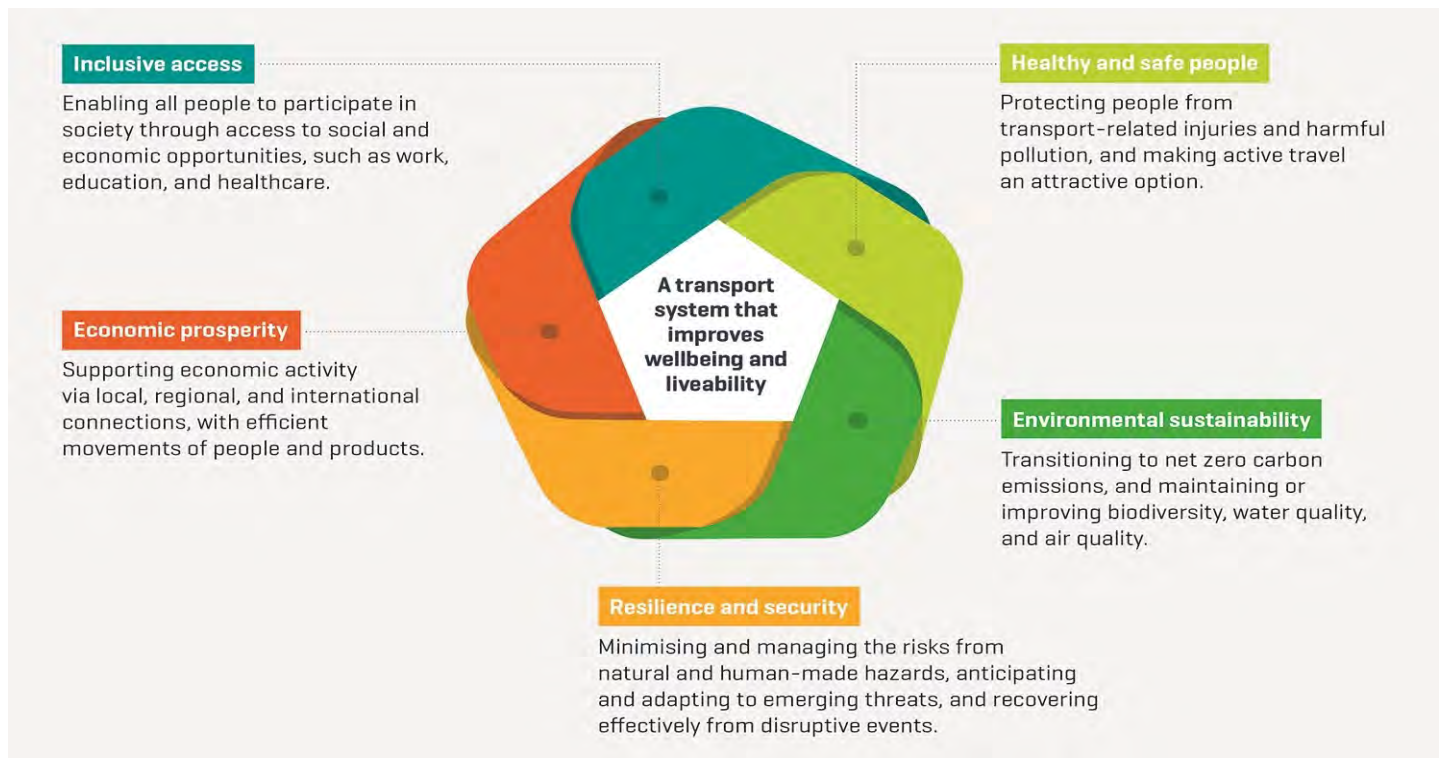 Inclusive access
Enabling all people to participate in
society through access to social and
economic opportunities, such as work,
education, and healthcare.
Healthy and safe people
Protecting people from
transport-related injuries and harmful
pollution, and making active travel
an attractive option.
A transport
system that
improves
wellbeing and
liveability
Economic prosperity
Supporting economic activity
via local, regional, and international
connections, with efficient
movements of people and products.
Environmental sustainability
Transitioning to net zero carbon
emissions, and maintaining or
improving biodiversity, water quality,
and air quality.
Resilience and security
Minimising and managing the risks from
natural and human-made hazards, anticipating
and adapting to emerging threats, and recovering
effectively from disruptive events.